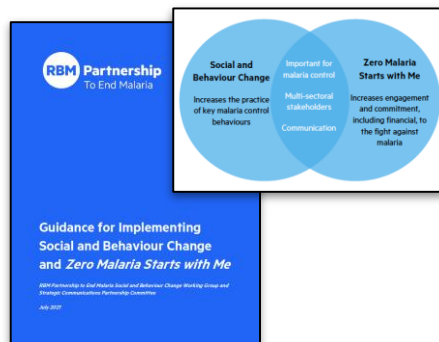 RBM Partnership
To End Malaria
Guidance for Implementing
Social and Behaviour Change
and Zero Malaria Starts with Me
RBM Partnership to End Malaria Social and Behaviour Change Working Group and
Strategic Communications Partnership Committee
July 2021
Social and
Behaviour Change
Increases the practice
of key malaria control
behaviours
Important for
malaria control
Multi-sectoral
stakeholders
Communication
Zero Malaria
Starts with Me
Increases engagement
and commitment,
including financial, to
the fight against
malaria